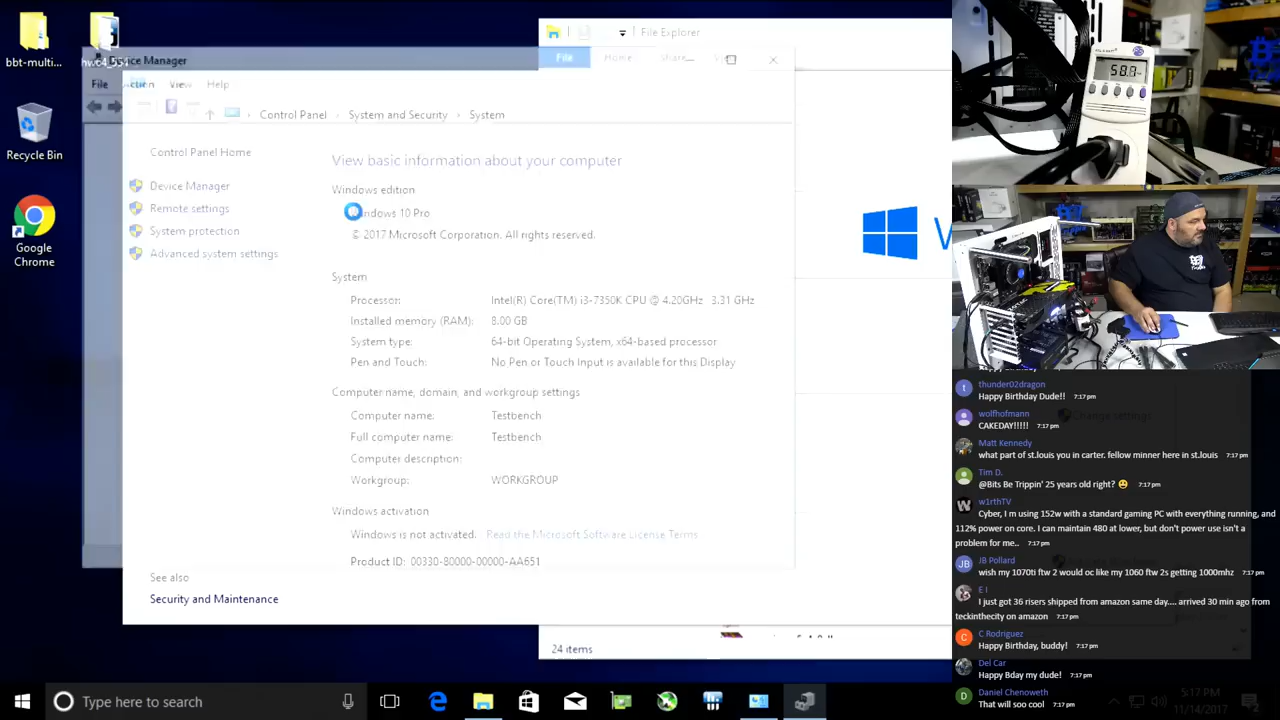 bbt-multi...
hwi64_554
Recycle Bin
Google
Chrome
Device Manager
File
View
Help
Control Panel
System and Security
System
Control Panel Home
Device Manager
Remote settings
System protection
Advanced system settings
View basic information about your computer
Windows edition
Windows 10 Pro
© 2017 Microsoft Corporation. All rights reserved.
System
Processor: Intel(R) Core(TM) i3-7350K CPU @ 4.20GHz 3.31 GHz
Installed memory (RAM): 8.00 GB
System type: 64-bit Operating System, x64-based processor
Pen and Touch: No Pen or Touch Input is available for this Display
Computer name, domain, and workgroup settings
Computer name: Testbench
Full computer name: Testbench
Computer description:
Workgroup: WORKGROUP
Windows activation
Windows is not activated. Read the Microsoft Software License Terms
Product ID: 00330-80000-00000-AA651
See also
Security and Maintenance
File Explorer
File
Home
Share
24 items
Change settings
thunder02dragon
Happy Birthday Dude!! 7:17 pm
wolfhofmann
CAKEDAY!!!!! 7:17 pm
Matt Kennedy
what part of st.louis you in carter. fellow minner here in st.louis 7:17 pm
Tim D.
@Bits Be Trippin' 25 years old right? 7:17 pm
w1rthTV
Cyber, I m using 152w with a standard gaming PC with everything running, and
112% power on core. I can maintain 480 at lower, but don't power use isn't a
problem for me.. 7:17 pm
JB Pollard
wish my 1070ti ftw 2 would oc like my 1060 ftw 2s getting 1000mhz 7:17 pm
E I
I just got 36 risers shipped from amazon same day.... arrived 30 min ago from
teckinthecity on amazon 7:17 pm
C Rodriguez
Happy Birthday, buddy! 7:17 pm
Del Car
Happy Bday my dude! 7:17 pm
Daniel Chenoweth
That will soo cool 7:17 pm
Type here to search
5:17 PM
11/14/2017